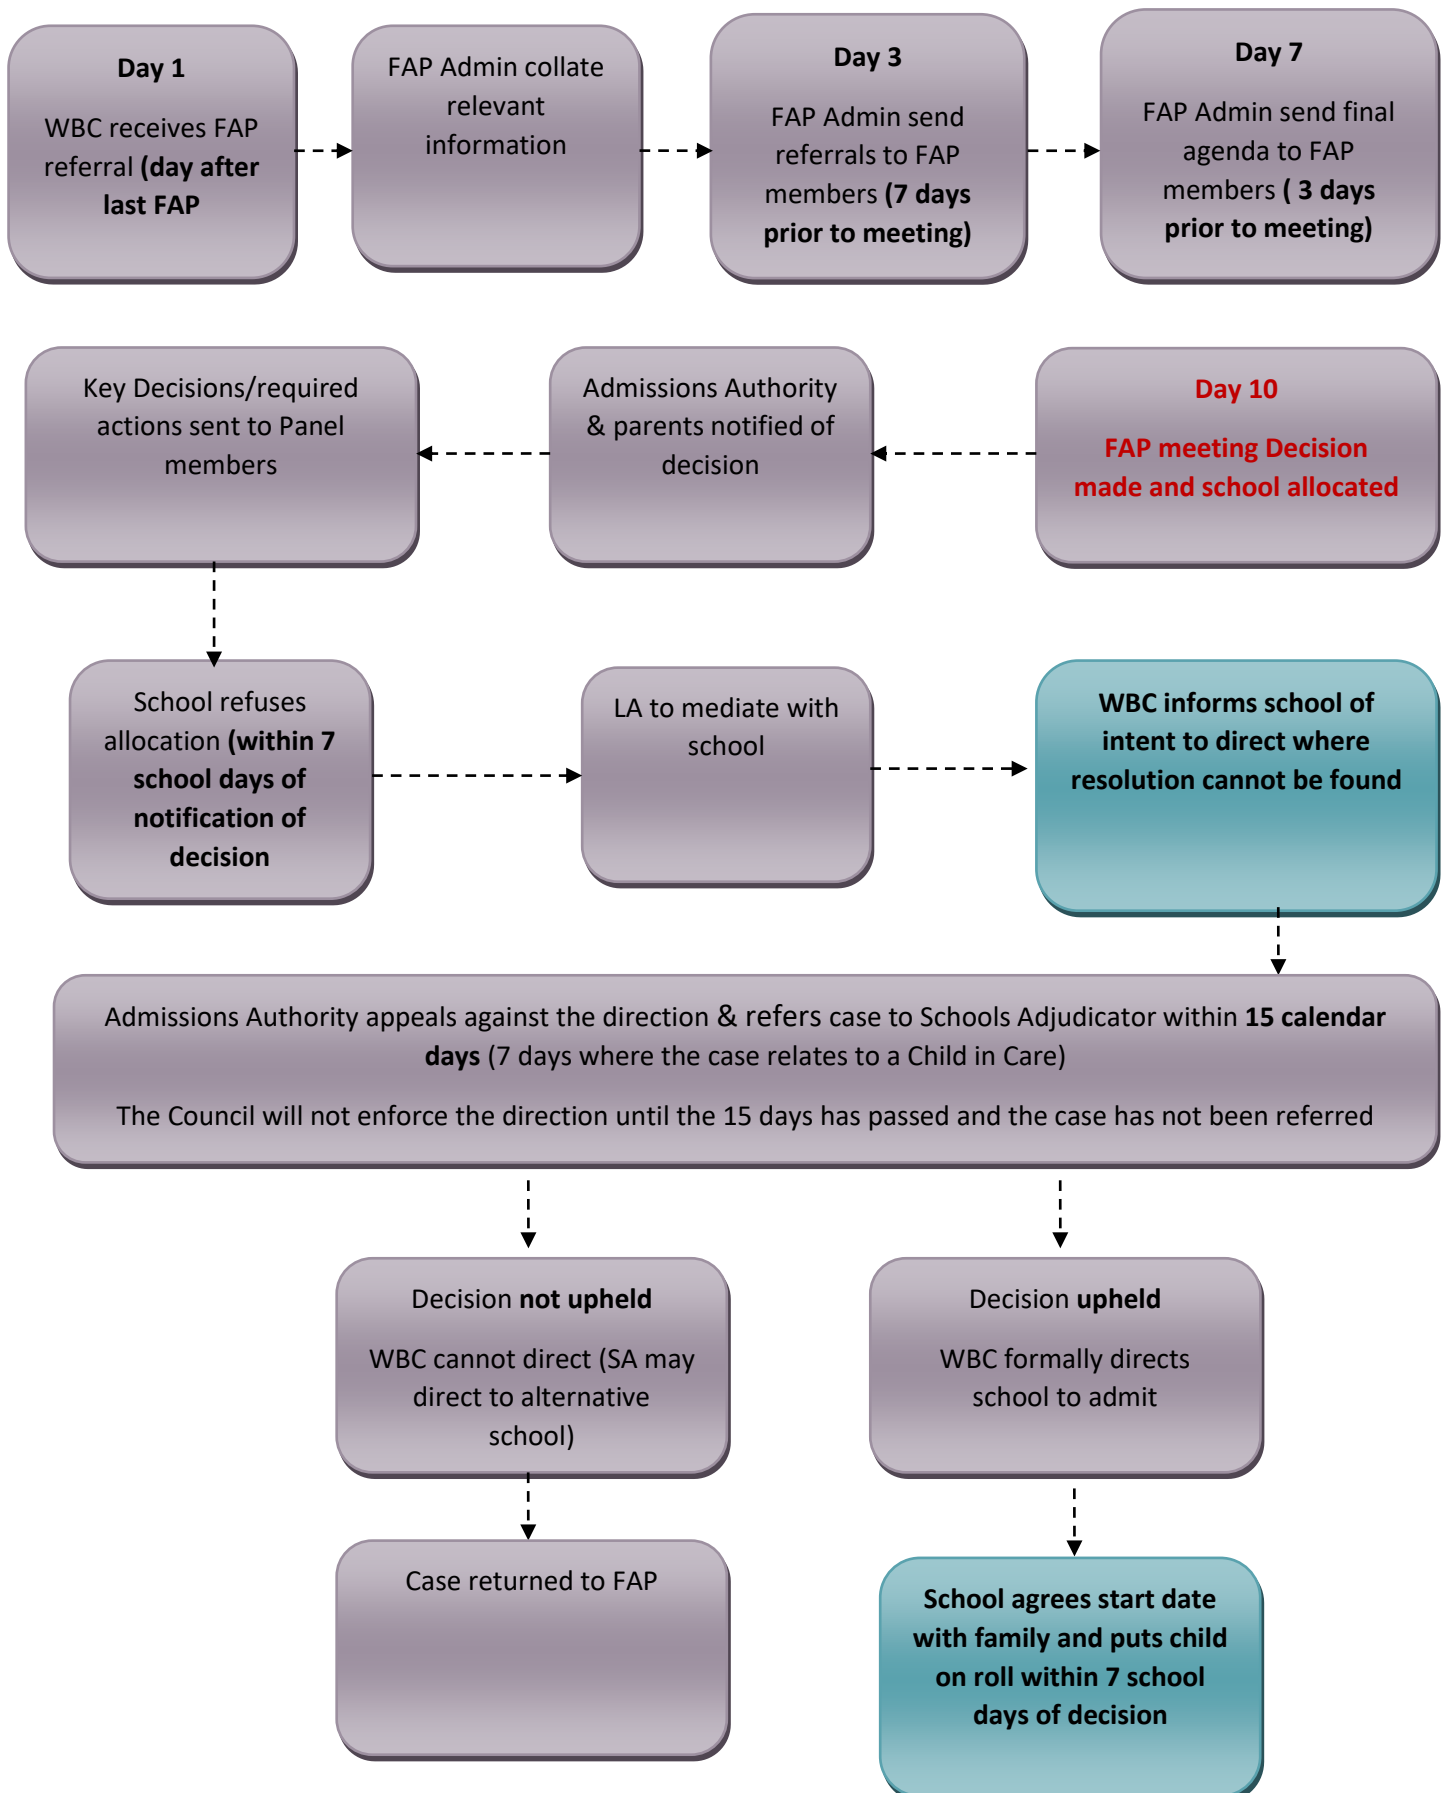 Day 1
WBC receives FAP
referral (day after
last FAP
FAP Admin collate
relevant
information
Day 3
FAP Admin send
referrals to FAP
members (7 days
prior to meeting)
Day 7
FAP Admin send final
agenda to FAP
members ( 3 days
prior to meeting)
Day 10
FAP meeting Decision
made and school allocated
Admissions Authority
& parents notified of
decision
Key Decisions/required
actions sent to Panel
members
School refuses
allocation (within 7
school days of
notification of
decision
LA to mediate with
school
WBC informs school of
intent to direct where
resolution cannot be found
Admissions Authority appeals against the direction & refers case to Schools Adjudicator within 15 calendar
days (7 days where the case relates to a Child in Care)
The Council will not enforce the direction until the 15 days has passed and the case has not been referred
Decision not upheld
WBC cannot direct (SA may
direct to alternative
school)
Decision upheld
WBC formally directs
school to admit
Case returned to FAP
School agrees start date
with family and puts child
on roll within 7 school
days of decision